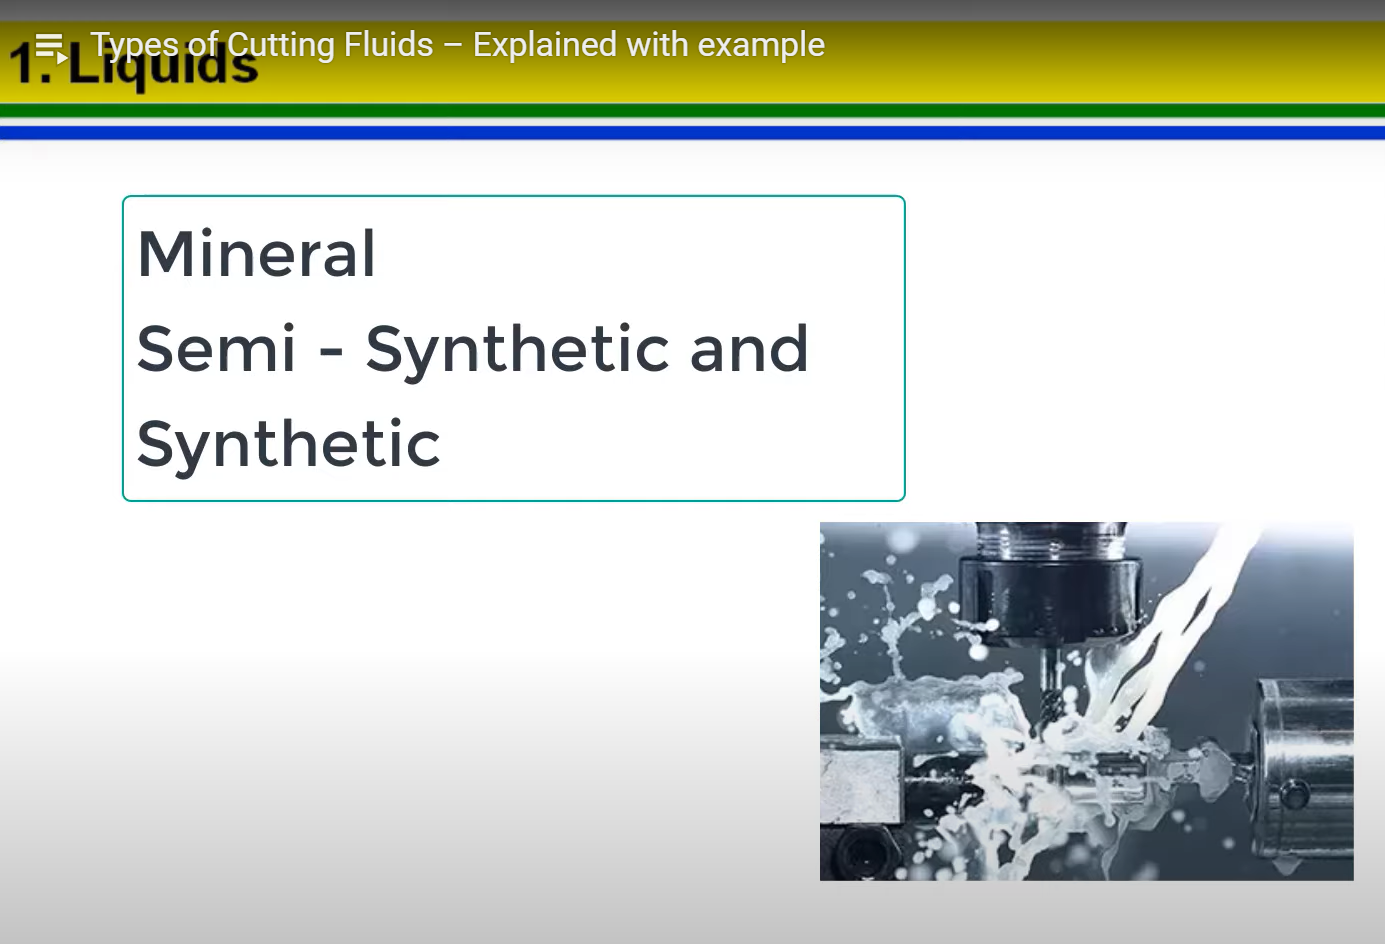 Types of Cutting Fluids – Explained with example
1. Liquids
Mineral
Semi - Synthetic and
Synthetic